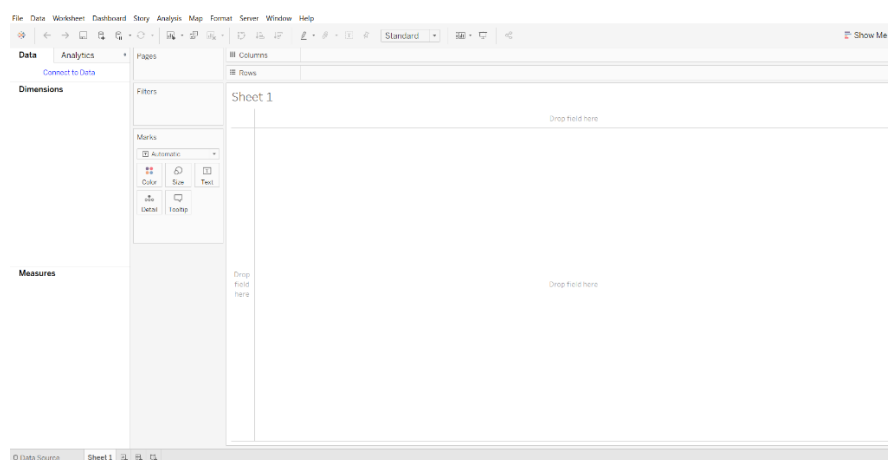 File Data Worksheet Dashboard Story Analysis Map Format Server Window Help
Standard
Show Me
Data Analytics
Connect to Data
Dimensions
Measures
Pages
Filters
Marks
Automatic
Color Size Text
Detail Tooltip
Columns
Rows
Sheet 1
Drop field here
Drop
field
here
Drop field here
Data Source Sheet 1